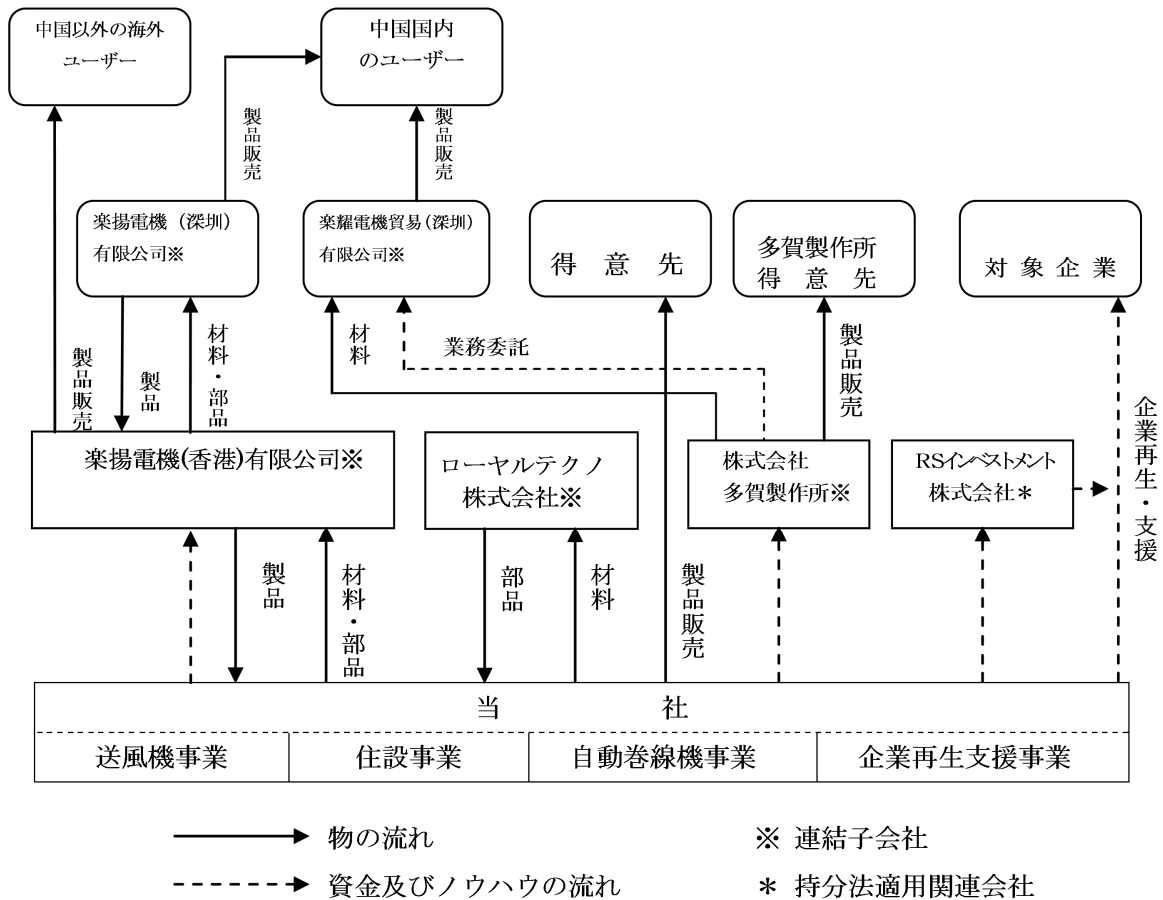 中国以外の海外
ユーザー
中国国内
のユーザー
製品販売
製品販売
楽揚電機（深圳）
有限公司※
楽耀電機貿易（深圳）
有限公司※
得　意　先
多賀製作所
得　意　先
対 象 企 業
製品販売
製品
材料・部品
材料
業務委託
製品販売
企業再生・支援
楽揚電機(香港)有限公司※
ローヤルテクノ
株式会社※
株式会社
多賀製作所※
RSインベストメント
株式会社＊
製品
材料・部品
部品
材料
製品販売
当　社
送風機事業
住設事業
自動巻線機事業
企業再生支援事業
物の流れ
※ 連結子会社
資金及びノウハウの流れ
＊ 持分法適用関連会社